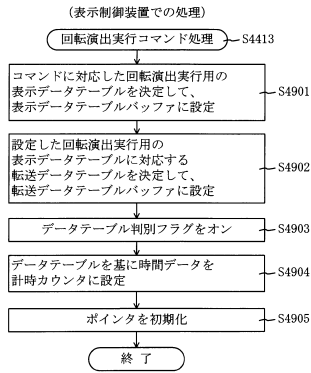 (表示制御装置での処理)
回転演出実行コマンド処理
S4413
コマンドに対応した回転演出実行用の
表示データテーブルを決定して、
表示データテーブルバッファに設定
S4901
設定した回転演出実行用の
表示データテーブルに対応する
転送データテーブルを決定して、
転送データテーブルバッファに設定
S4902
データテーブル判別フラグをオン
S4903
データテーブルを基に時間データを
計時カウンタに設定
S4904
ポインタを初期化
S4905
終 了